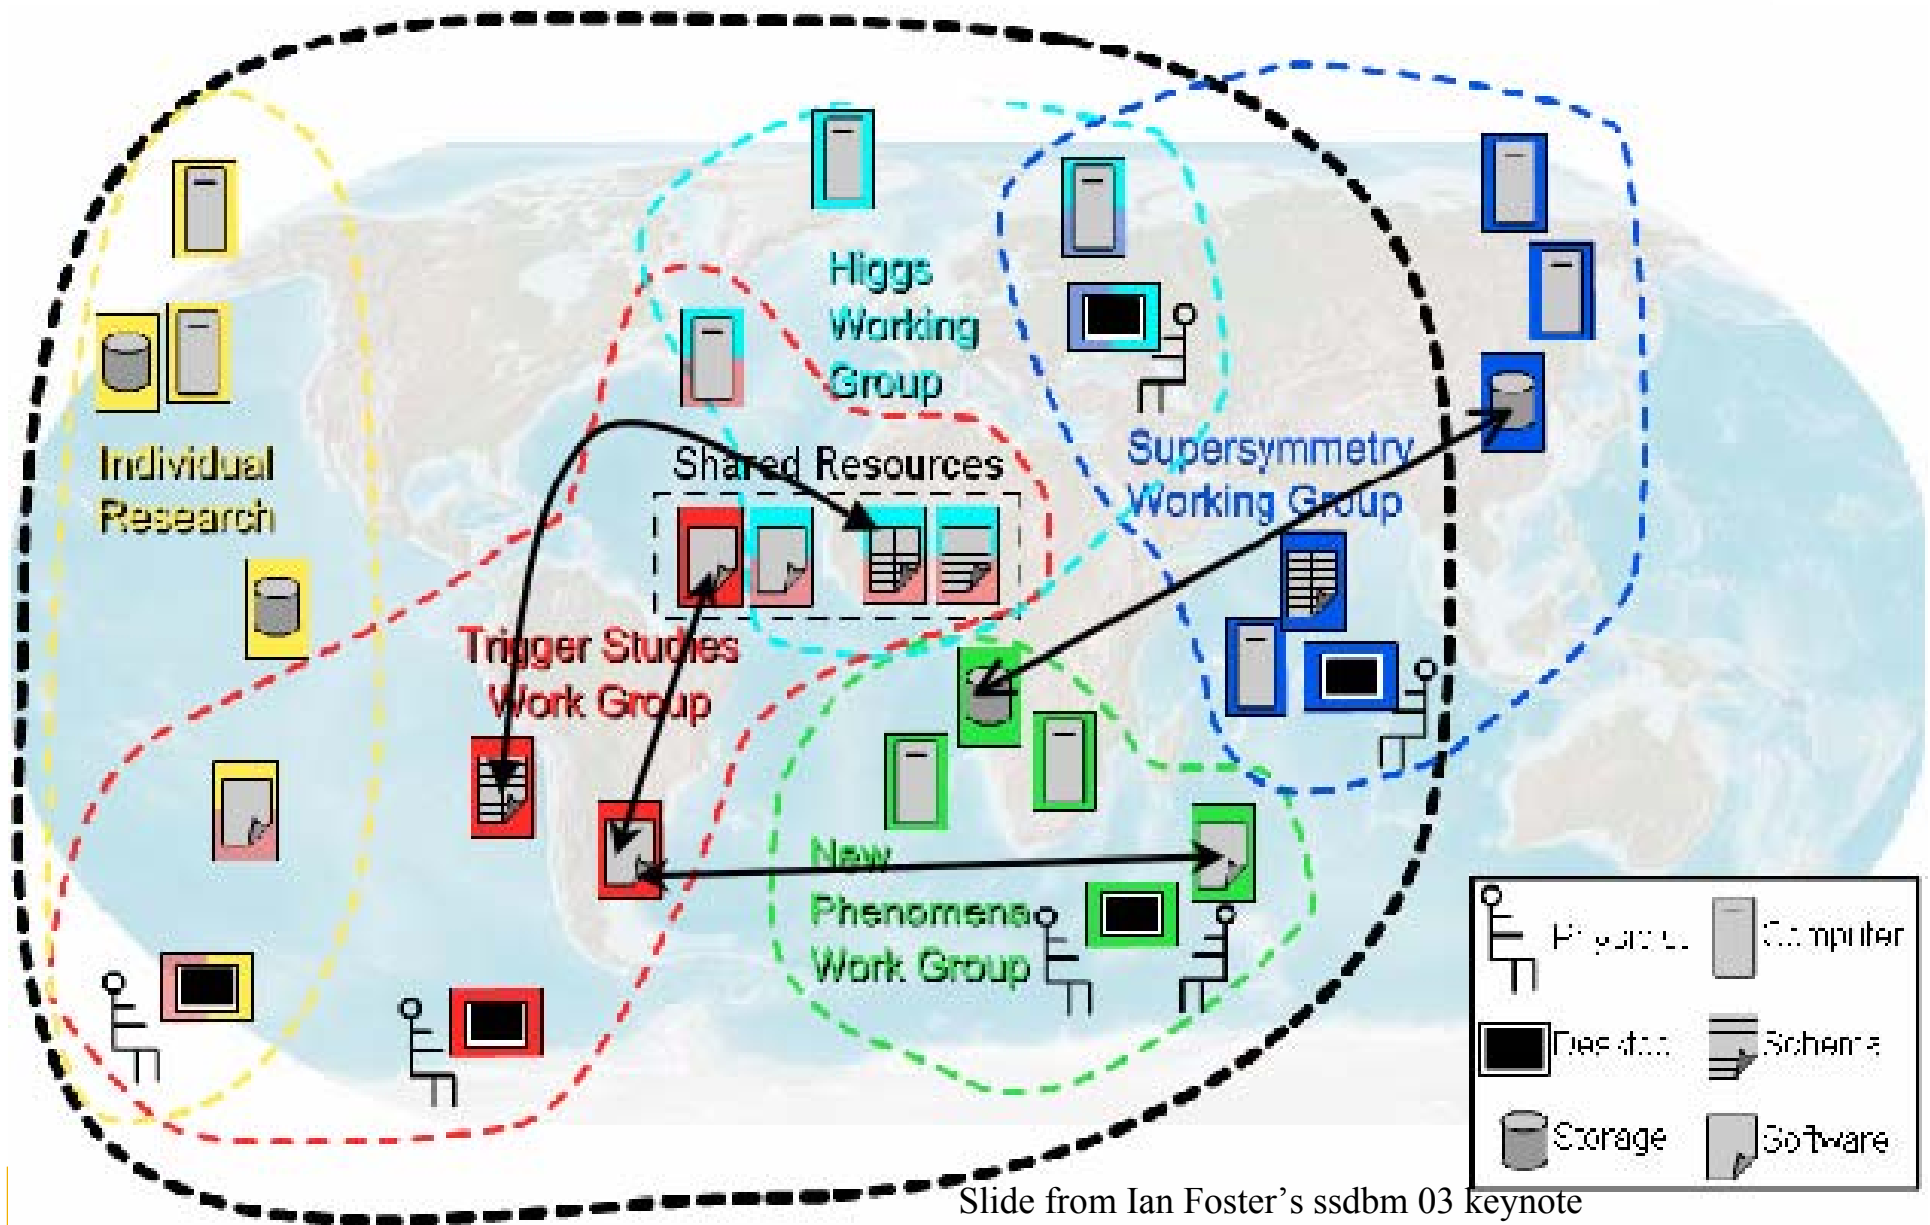 Higgs
Working
Group
Individual
Research
Shared Resources
Supersymmetry
Working Group
Trigger Studies
Work Group
New
Phenomena
Work Group
Computer
Desktop
Schema
Storage
Software
Slide from Ian Foster’s ssdbm 03 keynote